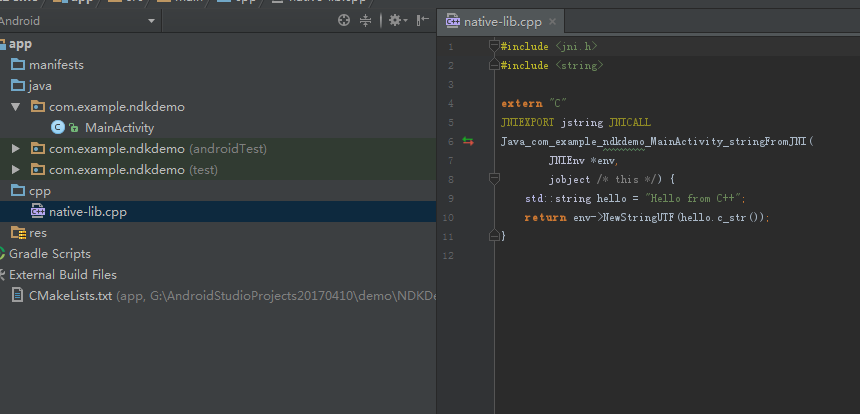 Android
app
manifests
java
com.example.ndkdemo
MainActivity
com.example.ndkdemo (androidTest)
com.example.ndkdemo (test)
cpp
native-lib.cpp
res
Gradle Scripts
External Build Files
CMakeLists.txt (app, G:\AndroidStudioProjects20170410\demo\NDKDe
native-lib.cpp
1 #include <jni.h>
2 #include <string>
3
4 extern "C"
5 JNIEXPORT jstring JNICALL
6 Java_com_example_ndkdemo_MainActivity_stringFromJNI(
7 JNIEnv *env,
8 jobject /* this */) {
9 std::string hello = "Hello from C++";
10 return env->NewStringUTF(hello.c_str());
11 }
12